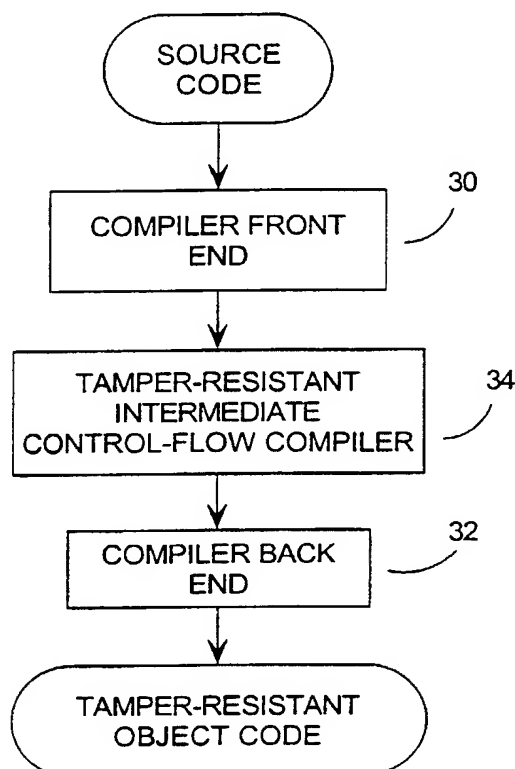 SOURCE
CODE
30
COMPILER FRONT
END
TAMPER-RESISTANT
INTERMEDIATE
CONTROL-FLOW COMPILER
34
COMPILER BACK
END
32
TAMPER-RESISTANT
OBJECT CODE